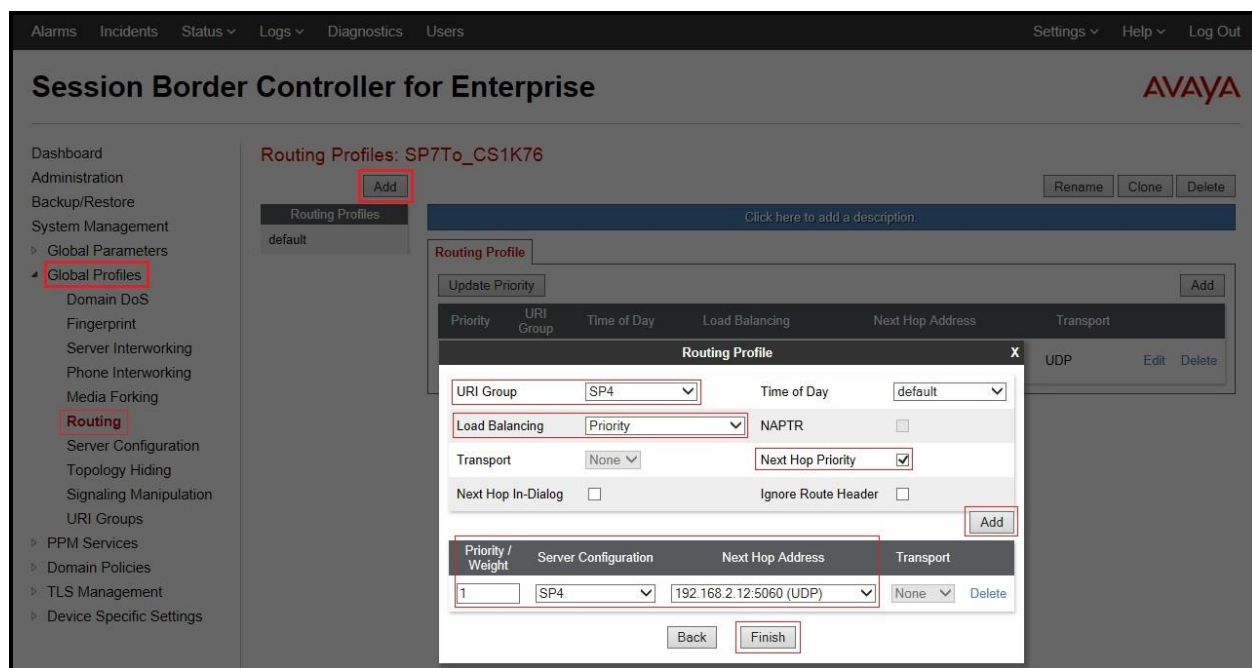 Alarms Incidents Status Logs Diagnostics Users Settings Help Log Out
Session Border Controller for Enterprise
AVAYA
Dashboard
Administration
Backup/Restore
System Management
Global Parameters
Global Profiles
Domain DoS
Fingerprint
Server Interworking
Phone Interworking
Media Forking
Routing
Server Configuration
Topology Hiding
Signaling Manipulation
URI Groups
PPM Services
Domain Policies
TLS Management
Device Specific Settings
Routing Profiles: SP7To_CS1K76
Add
Rename Clone Delete
Routing Profiles
default
Click here to add a description.
Routing Profile
Update Priority Add
Priority URI Group Time of Day Load Balancing Next Hop Address Transport
UDP Edit Delete
Routing Profile X
URI Group SP4 Time of Day default
Load Balancing Priority NAPTR
Transport None Next Hop Priority
Next Hop In-Dialog Ignore Route Header
Add
Priority / Weight Server Configuration Next Hop Address Transport
1 SP4 192.168.2.12:5060 (UDP) None Delete
Back Finish